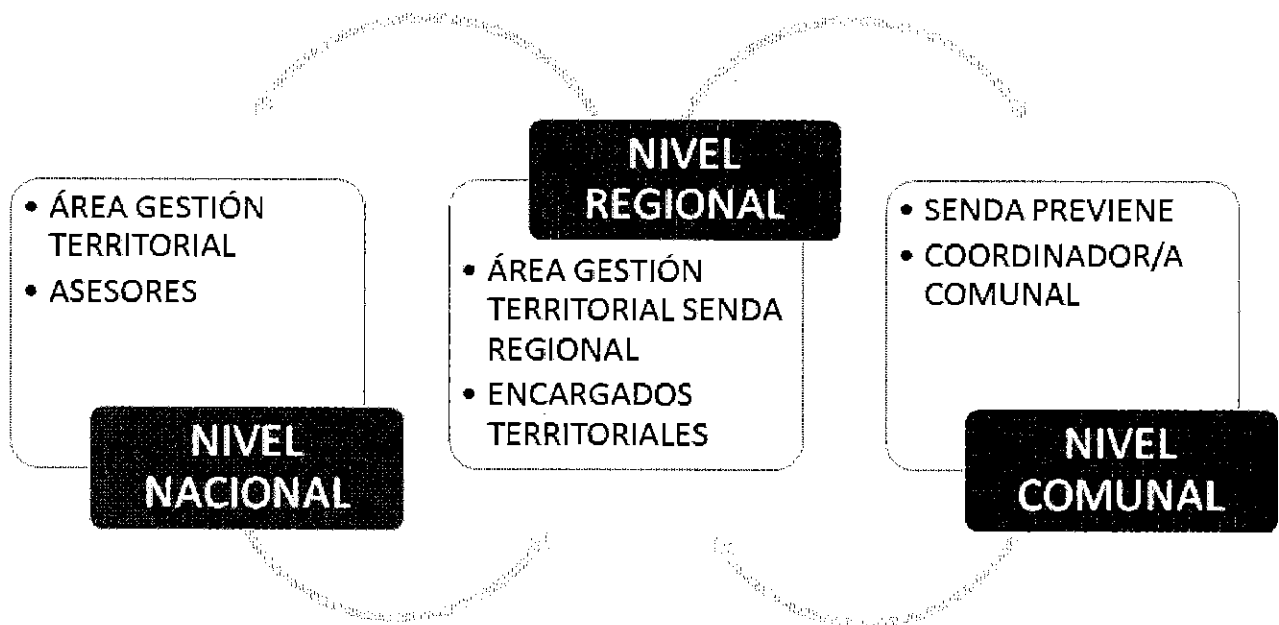 • ÁREA GESTIÓN
TERRITORIAL
• ASESORES
NIVEL
NACIONAL
NIVEL
REGIONAL
• ÁREA GESTIÓN
TERRITORIAL SENDA
REGIONAL
• ENCARGADOS
TERRITORIALES
• SENDA PREVIENE
• COORDINADOR/A
COMUNAL
NIVEL
COMUNAL